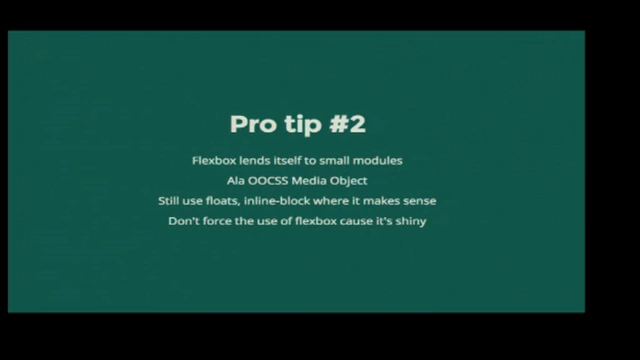 Pro tip #2
Flexbox lends itself to small modules
Ala OOCSS Media Object
Still use floats, inline-block where it makes sense
Don't force the use of flexbox cause it's shiny